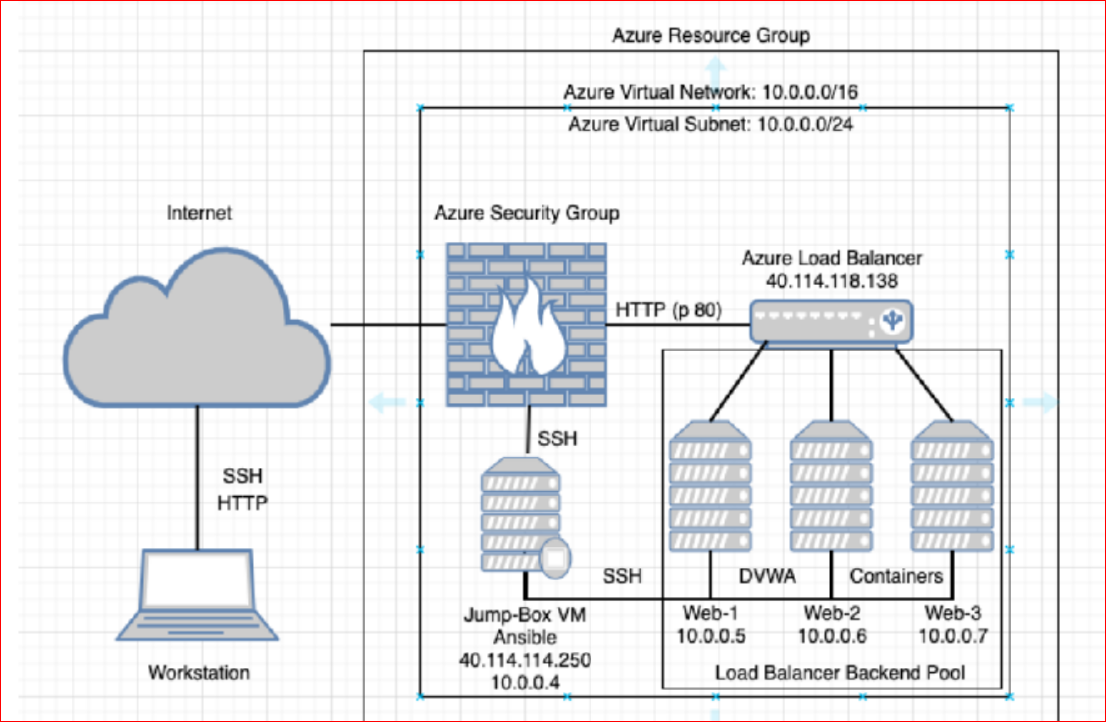 Azure Resource Group
Azure Virtual Network: 10.0.0.0/16
Azure Virtual Subnet: 10.0.0.0/24
Internet
Azure Security Group
Azure Load Balancer
40.114.118.138
HTTP (p 80)
SSH
SSH
HTTP
SSH
DVWA
Containers
Jump-Box VM
Ansible
40.114.114.250
10.0.0.4
Web-1
10.0.0.5
Web-2
10.0.0.6
Web-3
10.0.0.7
Workstation
Load Balancer Backend Pool